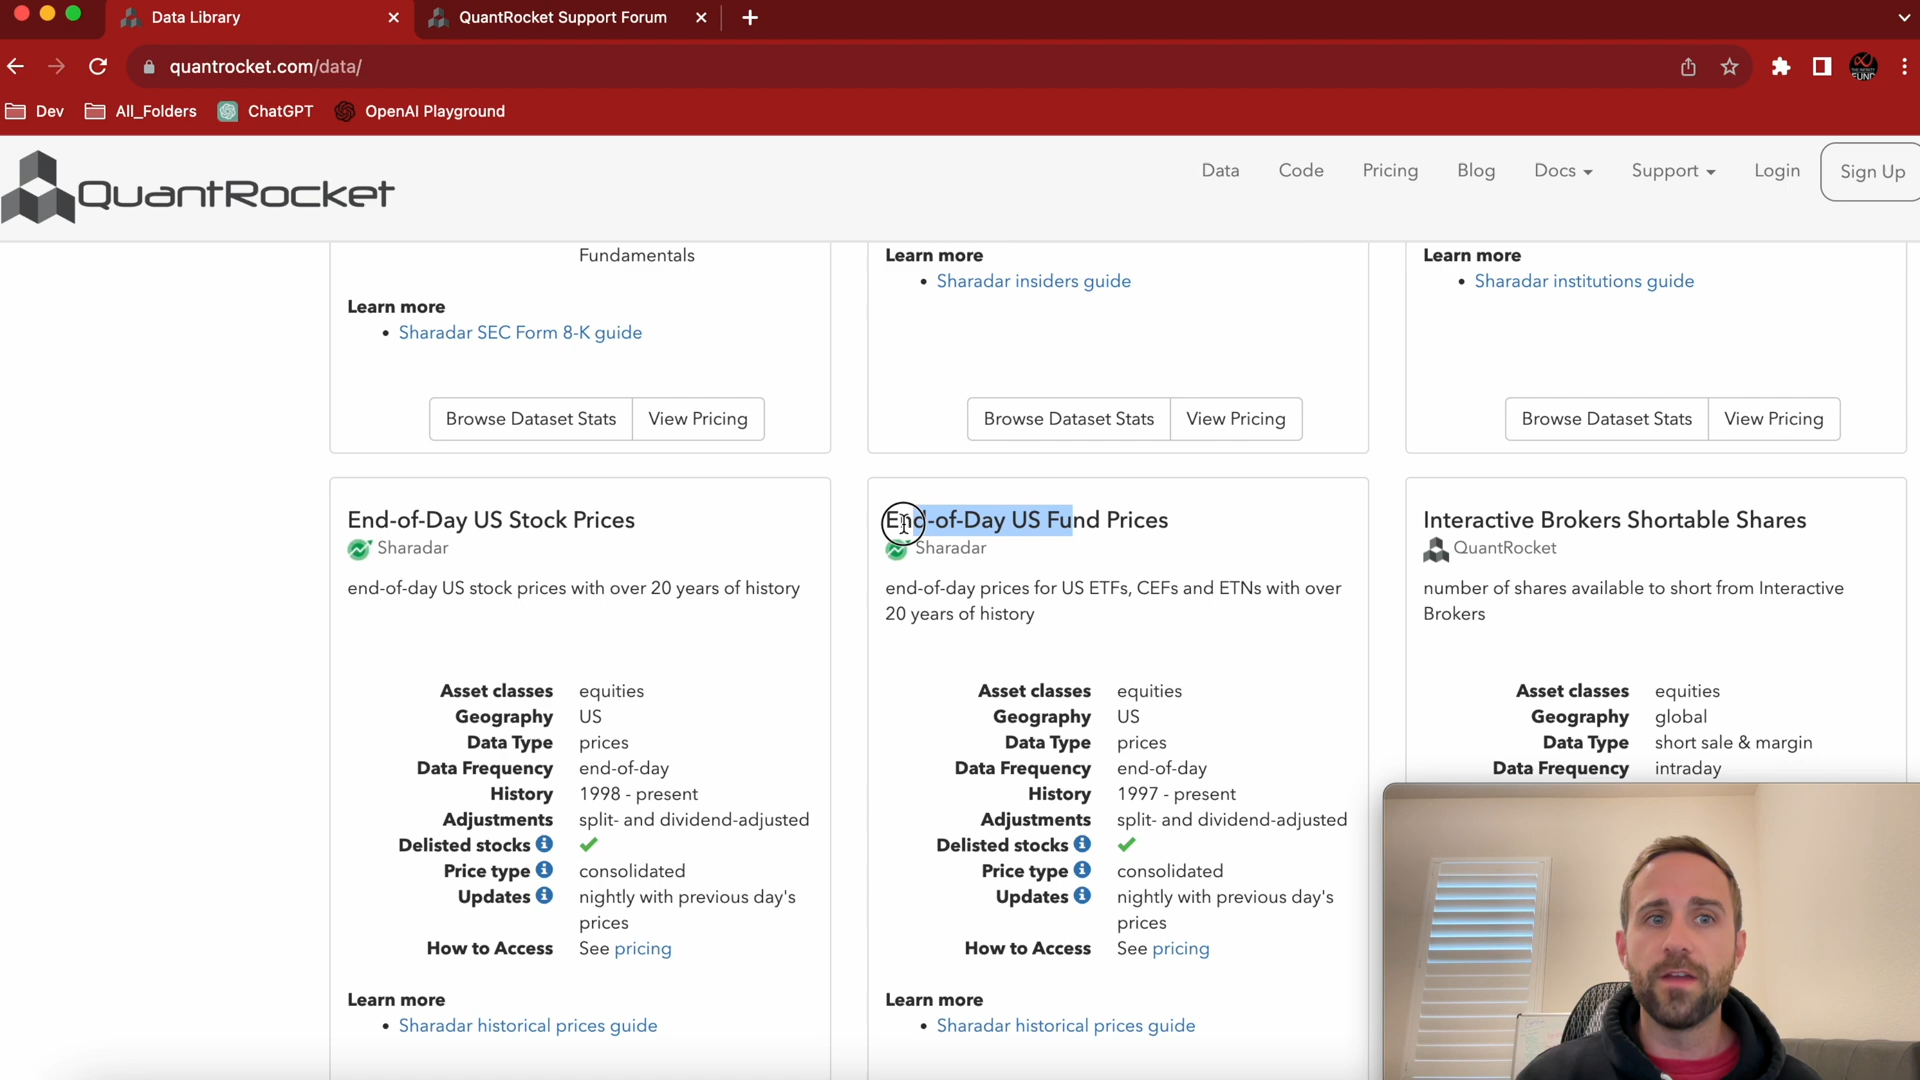 Data Library
QuantRocket Support Forum
quantrocket.com/data/
Dev
All_Folders
ChatGPT
OpenAI Playground
QuantRocket
Data
Code
Pricing
Blog
Docs
Support
Login
Sign Up
Fundamentals
Learn more
Sharadar SEC Form 8-K guide
Browse Dataset Stats
View Pricing
Learn more
Sharadar insiders guide
Browse Dataset Stats
View Pricing
Learn more
Sharadar institutions guide
Browse Dataset Stats
View Pricing
End-of-Day US Stock Prices
Sharadar
end-of-day US stock prices with over 20 years of history
Asset classes equities
Geography US
Data Type prices
Data Frequency end-of-day
History 1998 - present
Adjustments split- and dividend-adjusted
Delisted stocks
Price type consolidated
Updates nightly with previous day's
prices
How to Access See pricing
Learn more
Sharadar historical prices guide
End-of-Day US Fund Prices
Sharadar
end-of-day prices for US ETFs, CEFs and ETNs with over
20 years of history
Asset classes equities
Geography US
Data Type prices
Data Frequency end-of-day
History 1997 - present
Adjustments split- and dividend-adjusted
Delisted stocks
Price type consolidated
Updates nightly with previous day's
prices
How to Access See pricing
Learn more
Sharadar historical prices guide
Interactive Brokers Shortable Shares
QuantRocket
number of shares available to short from Interactive
Brokers
Asset classes equities
Geography global
Data Type short sale & margin
Data Frequency intraday